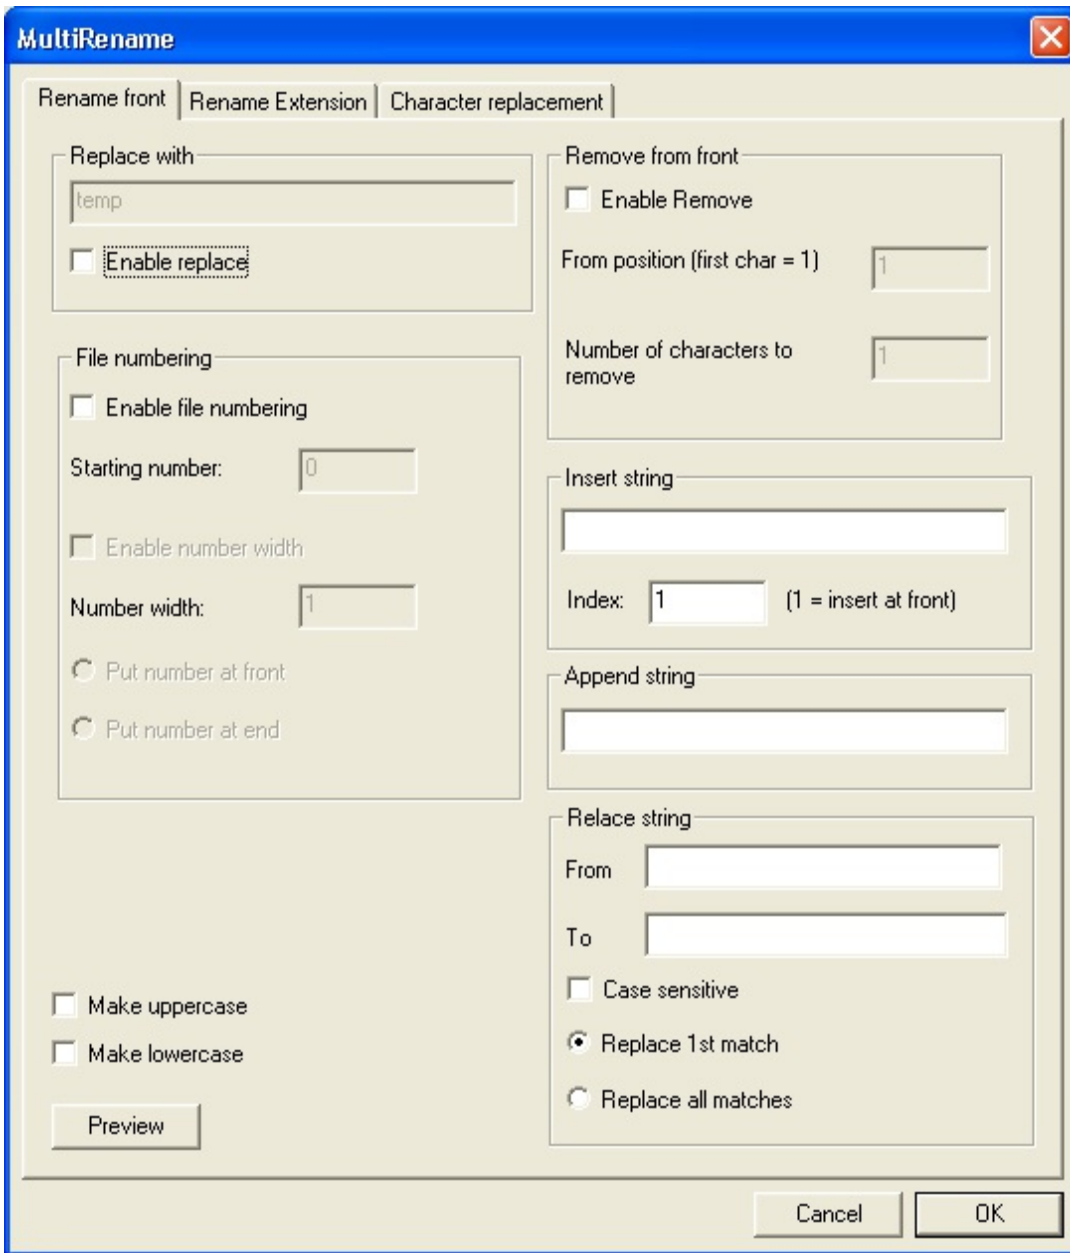 MultiRename
Rename front Rename Extension Character replacement
Replace with
temp
Enable replace
File numbering
Enable file numbering
Starting number: 0
Enable number width
Number width: 1
Put number at front
Put number at end
Make uppercase
Make lowercase
Preview
Remove from front
Enable Remove
From position (first char = 1) 1
Number of characters to
remove
1
Insert string
Index: 1 (1 = insert at front)
Append string
Relace string
From
To
Case sensitive
Replace 1st match
Replace all matches
Cancel OK